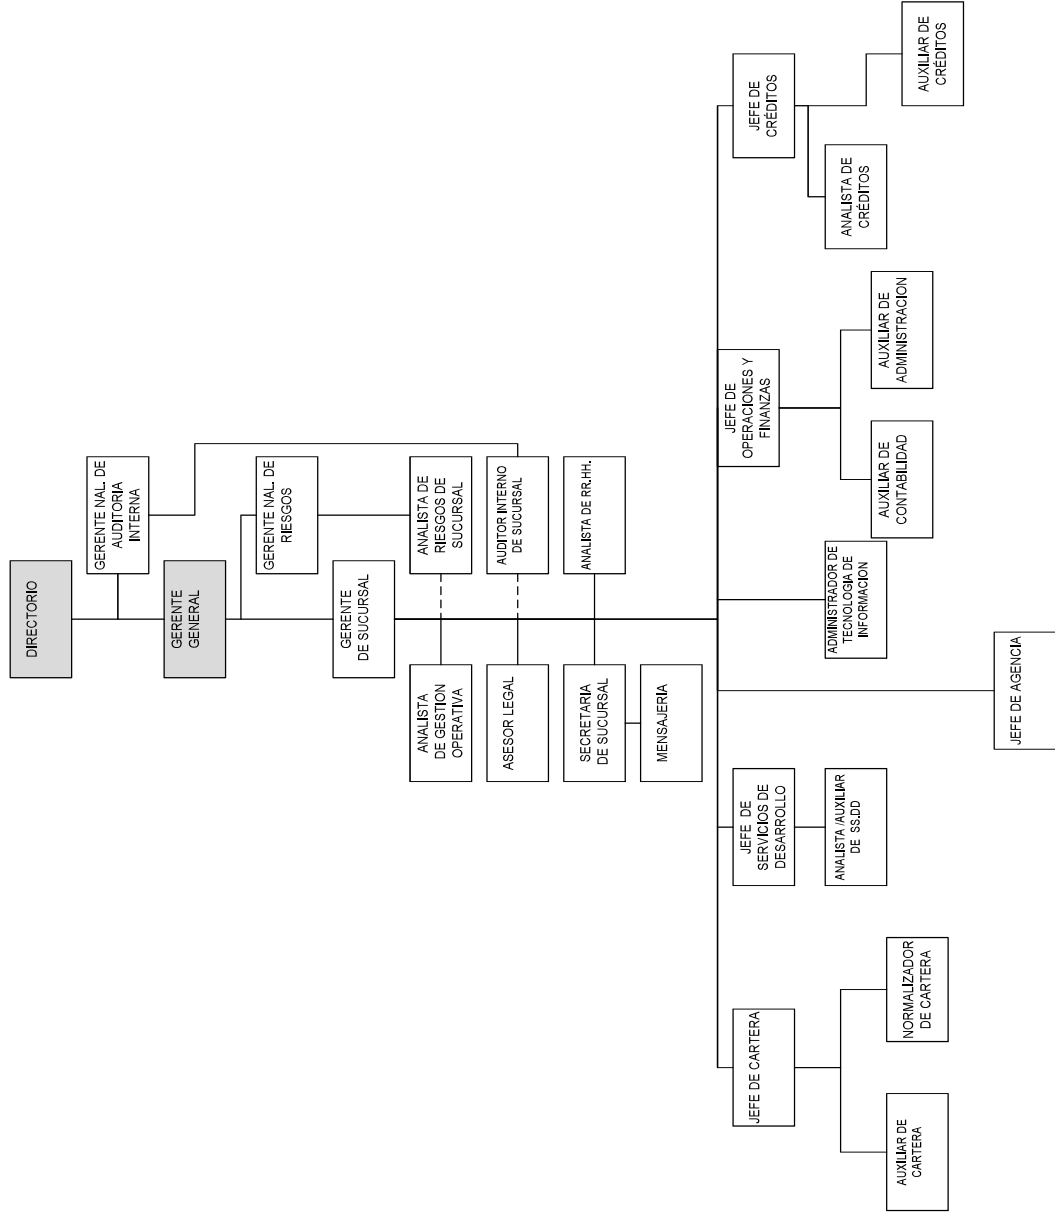 DIRECTORIO
GERENTE NAL. DE
AUDITORIA
INTERNA
GERENTE
GENERAL
GERENTE NAL. DE
RIESGOS
GERENTE
DE SUCURSAL
ANALISTA
DE GESTION
OPERATIVA
ANALISTA DE
RIESGOS DE
SUCURSAL
ASESOR LEGAL
AUDITOR INTERNO
DE SUCURSAL
SECRETARIA
DE SUCURSAL
ANALISTA DE RR.HH.
MENSAJERIA
JEFE DE CARTERA
JEFE DE
SERVICIOS DE
DESARROLLO
JEFE DE
OPERACIONES Y
FINANZAS
JEFE DE
CRÉDITOS
ANALISTA /AUXILIAR
DE SS.DD
ADMINISTRADOR DE
TECNOLOGIA DE
INFORMACION
ANALISTA DE
CRÉDITOS
AUXILIAR DE
CARTERA
NORMALIZADOR
DE CARTERA
AUXILIAR DE
CONTABILIDAD
AUXILIAR DE
ADMINISTRACION
AUXILIAR DE
CRÉDITOS
JEFE DE AGENCIA